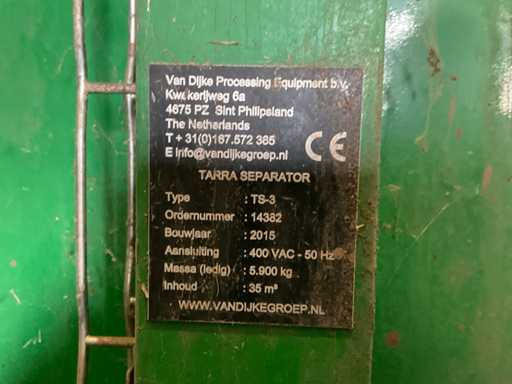 Van Dijke Processing Equipment b.v.
Kwekerijweg 6a
4675 PZ Sint Philipsland
The Netherlands
T + 31(0)167.572 365
E info@vandijkegroep.nl
CE
TARRA SEPARATOR
Type : TS-3
Ordernummer : 14382
Bouwjaar : 2015
Aansluiting : 400 VAC - 50 Hz
Massa (ledig) : 5.900 kg
Inhoud : 35 m³
WWW.VANDIJKEGROEP.NL